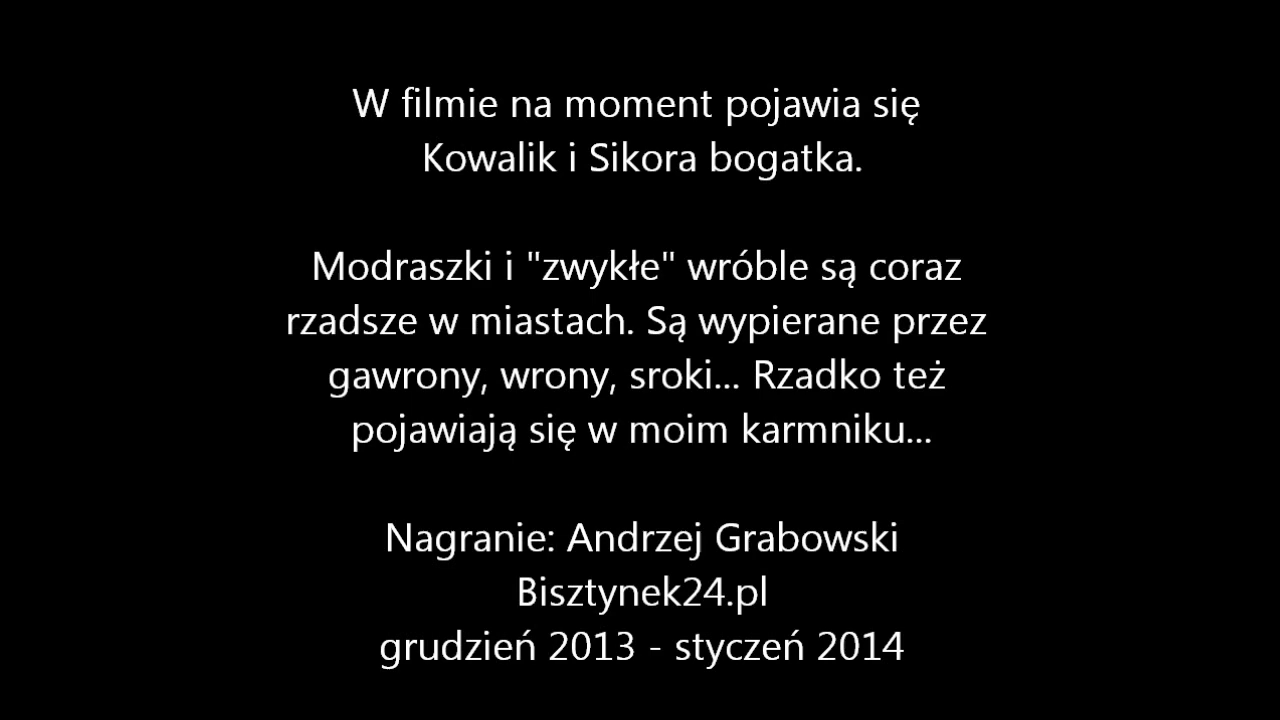 W filmie na moment pojawia się
Kowalik i Sikora bogatka.
Modraszki i "zwykłe" wróble są coraz
rzadsze w miastach. Są wypierane przez
gawrony, wrony, sroki... Rzadko też
pojawiają się w moim karmniku...
Nagranie: Andrzej Grabowski
Bisztynek24.pl
grudzień 2013 - styczeń 2014